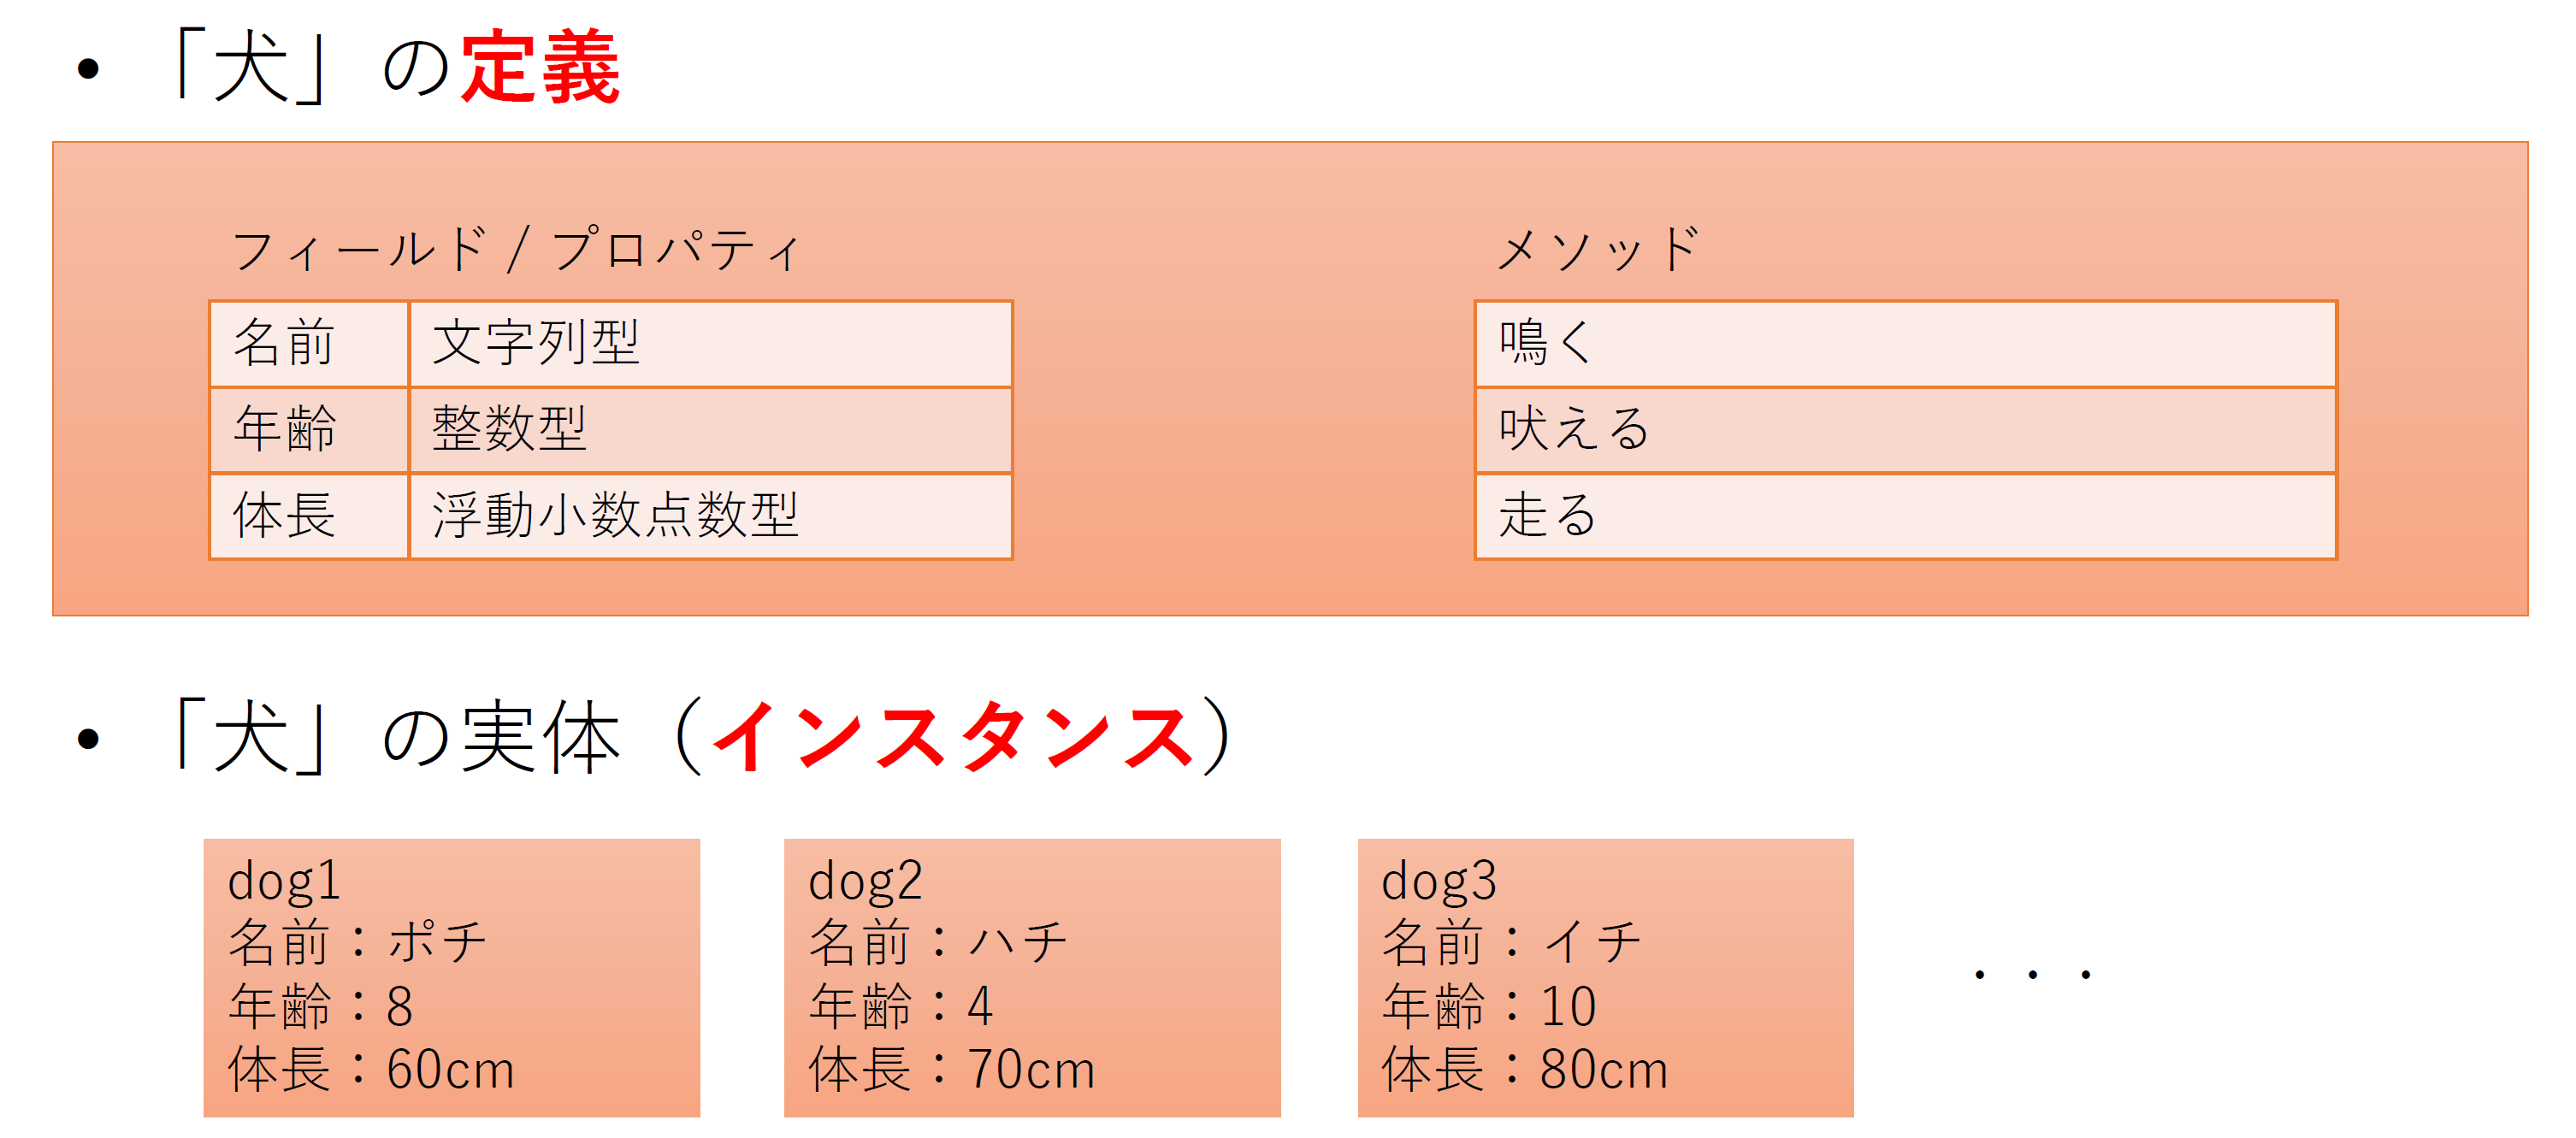 • 「犬」の定義
フィールド / プロパティ
名前 文字列型
年齢 整数型
体長 浮動小数点数型
メソッド
鳴く
吠える
走る
• 「犬」の実体（インスタンス）
dog1
名前：ポチ
年齢：8
体長：60cm
dog2
名前：ハチ
年齢：4
体長：70cm
dog3
名前：イチ
年齢：10
体長：80cm
・・・